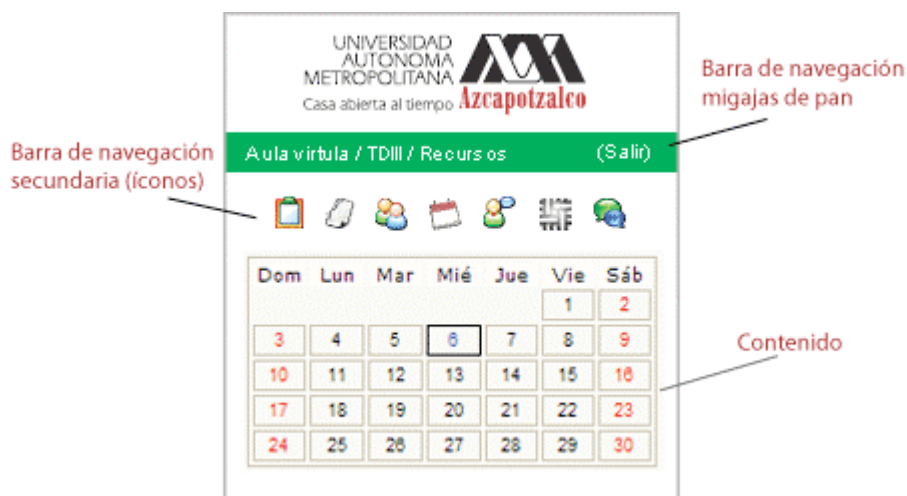 UNIVERSIDAD
AUTONOMA
METROPOLITANA
Casa abierta al tiempo Azcapotzalco
Barra de navegación
migajas de pan
Barra de navegación
secundaria (íconos)
Aula virtula / TDIII / Recursos (Salir)
Dom Lun Mar Mié Jue Vie Sáb
1 2
3 4 5 6 7 8 9
10 11 12 13 14 15 16
17 18 19 20 21 22 23
24 25 26 27 28 29 30
Contenido